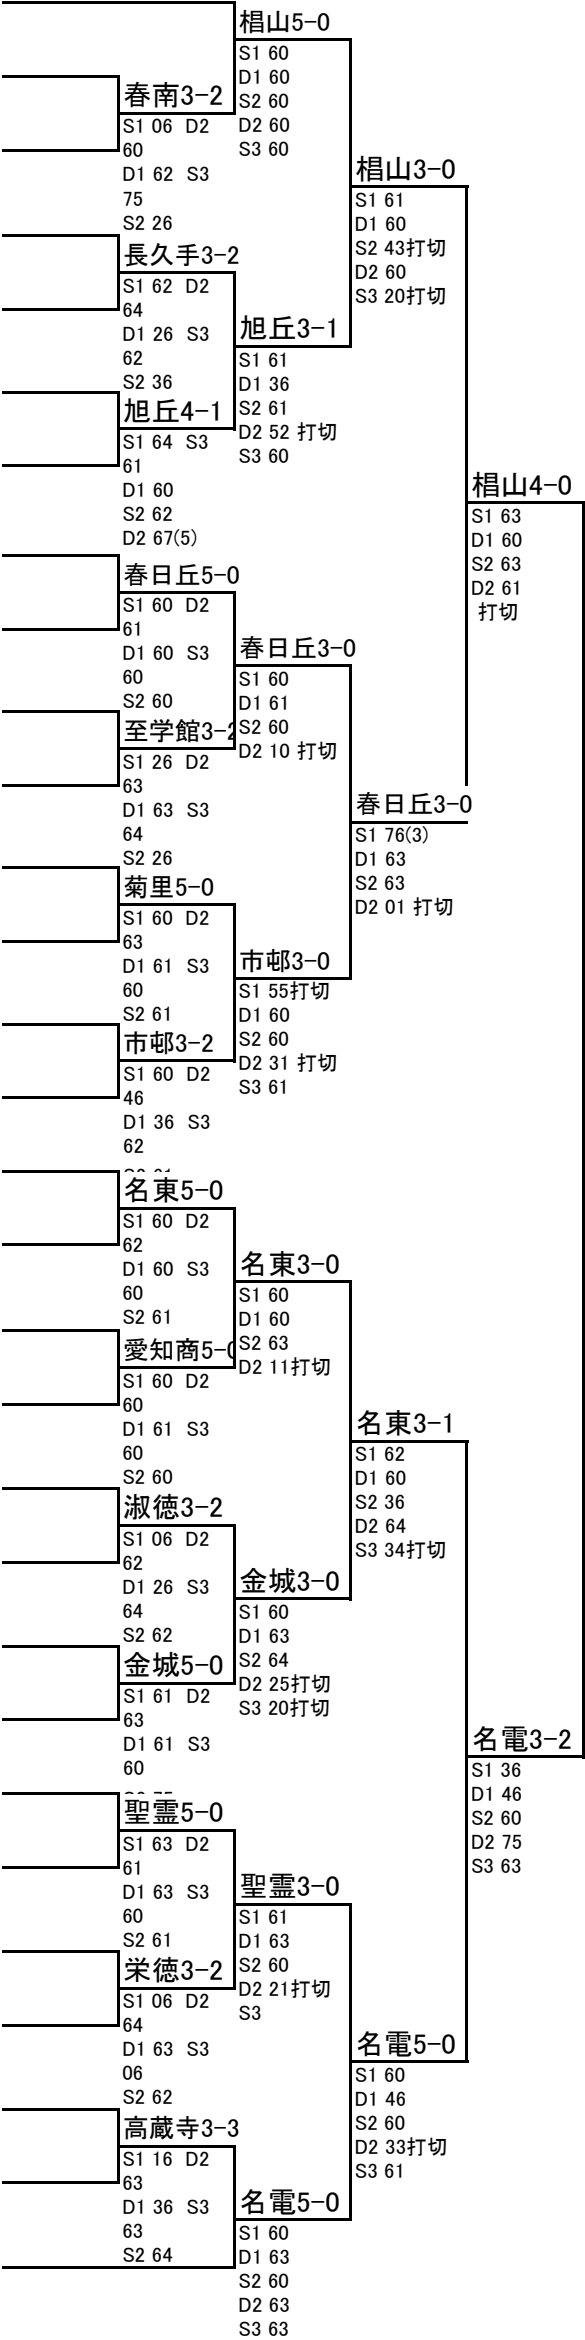 椙山5-0
S1 60
D1 60
S2 60
D2 60
S3 60
春南3-2
S1 06 D2
60
D1 62 S3
75
S2 26
椙山3-0
S1 61
D1 60
S2 43打切
D2 60
S3 20打切
長久手3-2
S1 62 D2
64
D1 26 S3
62
S2 36
旭丘3-1
S1 61
D1 36
S2 61
D2 52 打切
S3 60
旭丘4-1
S1 64 S3
61
D1 60
S2 62
D2 67(5)
椙山4-0
S1 63
D1 60
S2 63
D2 61
打切
春日丘5-0
S1 60 D2
61
D1 60 S3
60
S2 60
春日丘3-0
S1 60
D1 61
S2 60
D2 10 打切
至学館3-2
S1 26 D2
63
D1 63 S3
64
S2 26
春日丘3-0
S1 76(3)
D1 63
S2 63
D2 01 打切
菊里5-0
S1 60 D2
63
D1 61 S3
60
S2 61
市邨3-0
S1 55打切
D1 60
S2 60
D2 31 打切
S3 61
市邨3-2
S1 60 D2
46
D1 36 S3
62
名東5-0
S1 60 D2
62
D1 60 S3
60
S2 61
名東3-0
S1 60
D1 60
S2 63
D2 11打切
愛知商5-0
S1 60 D2
60
D1 61 S3
60
S2 60
名東3-1
S1 62
D1 60
S2 36
D2 64
S3 34打切
淑徳3-2
S1 06 D2
62
D1 26 S3
64
S2 62
金城3-0
S1 60
D1 63
S2 64
D2 25打切
S3 20打切
金城5-0
S1 61 D2
63
D1 61 S3
60
名電3-2
S1 36
D1 46
S2 60
D2 75
S3 63
聖霊5-0
S1 63 D2
61
D1 63 S3
60
S2 61
聖霊3-0
S1 61
D1 63
S2 60
D2 21打切
S3
栄徳3-2
S1 06 D2
64
D1 63 S3
06
S2 62
名電5-0
S1 60
D1 46
S2 60
D2 33打切
S3 61
高蔵寺3-3
S1 16 D2
63
D1 36 S3
63
S2 64
名電5-0
S1 60
D1 63
S2 60
D2 63
S3 63